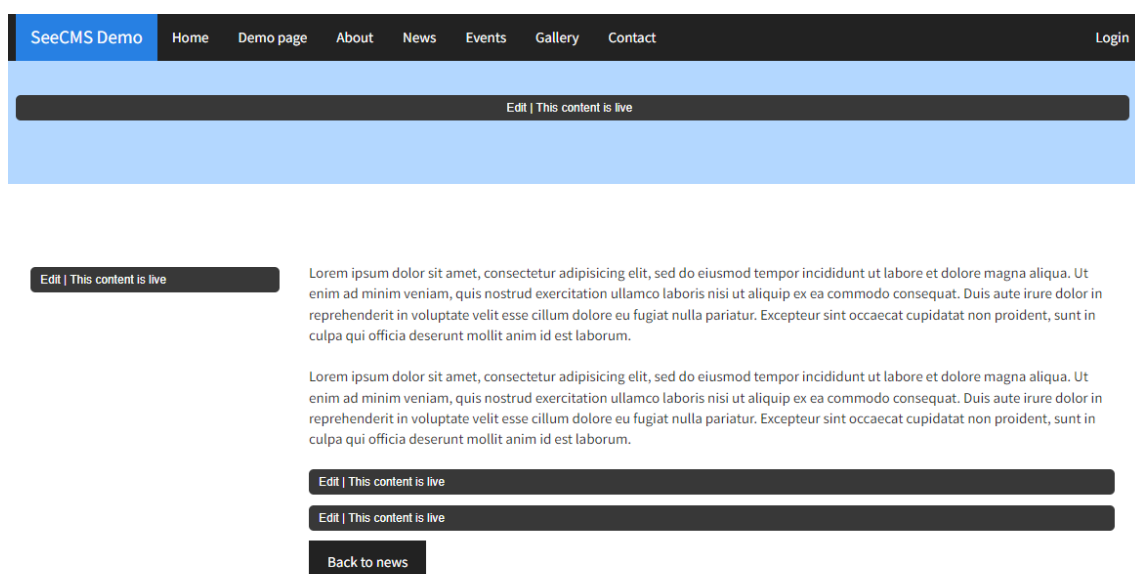 SeeCMS Demo Home Demo page About News Events Gallery Contact Login
Edit | This content is live
Edit | This content is live
Lorem ipsum dolor sit amet, consectetur adipisicing elit, sed do eiusmod tempor incididunt ut labore et dolore magna aliqua. Ut
enim ad minim veniam, quis nostrud exercitation ullamco laboris nisi ut aliquip ex ea commodo consequat. Duis aute irure dolor in
reprehenderit in voluptate velit esse cillum dolore eu fugiat nulla pariatur. Excepteur sint occaecat cupidatat non proident, sunt in
culpa qui officia deserunt mollit anim id est laborum.
Lorem ipsum dolor sit amet, consectetur adipisicing elit, sed do eiusmod tempor incididunt ut labore et dolore magna aliqua. Ut
enim ad minim veniam, quis nostrud exercitation ullamco laboris nisi ut aliquip ex ea commodo consequat. Duis aute irure dolor in
reprehenderit in voluptate velit esse cillum dolore eu fugiat nulla pariatur. Excepteur sint occaecat cupidatat non proident, sunt in
culpa qui officia deserunt mollit anim id est laborum.
Edit | This content is live
Edit | This content is live
Back to news